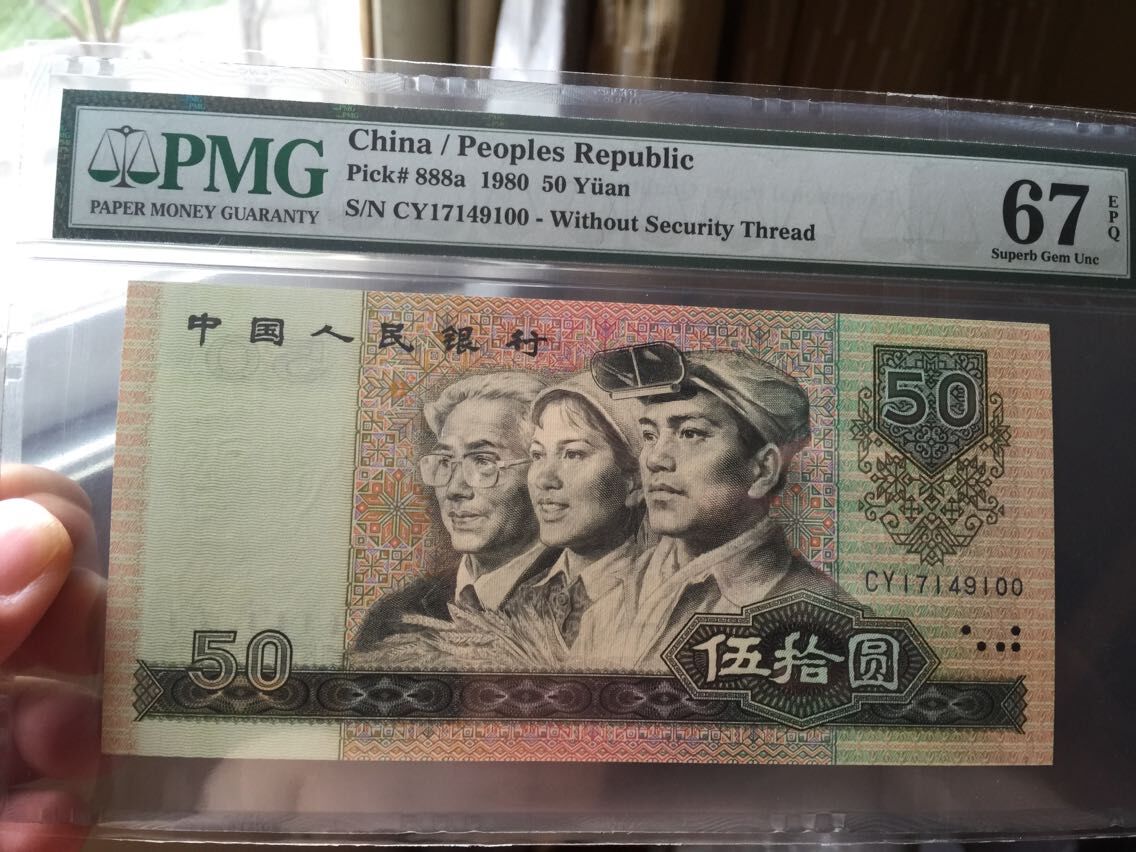 PMG
PAPER MONEY GUARANTY
China / Peoples Republic
Pick# 888a 1980 50 Yüan
S/N CY17149100 - Without Security Thread
67
EPQ
Superb Gem Unc
中国人民银行
50
CY17149100
50
伍拾圆